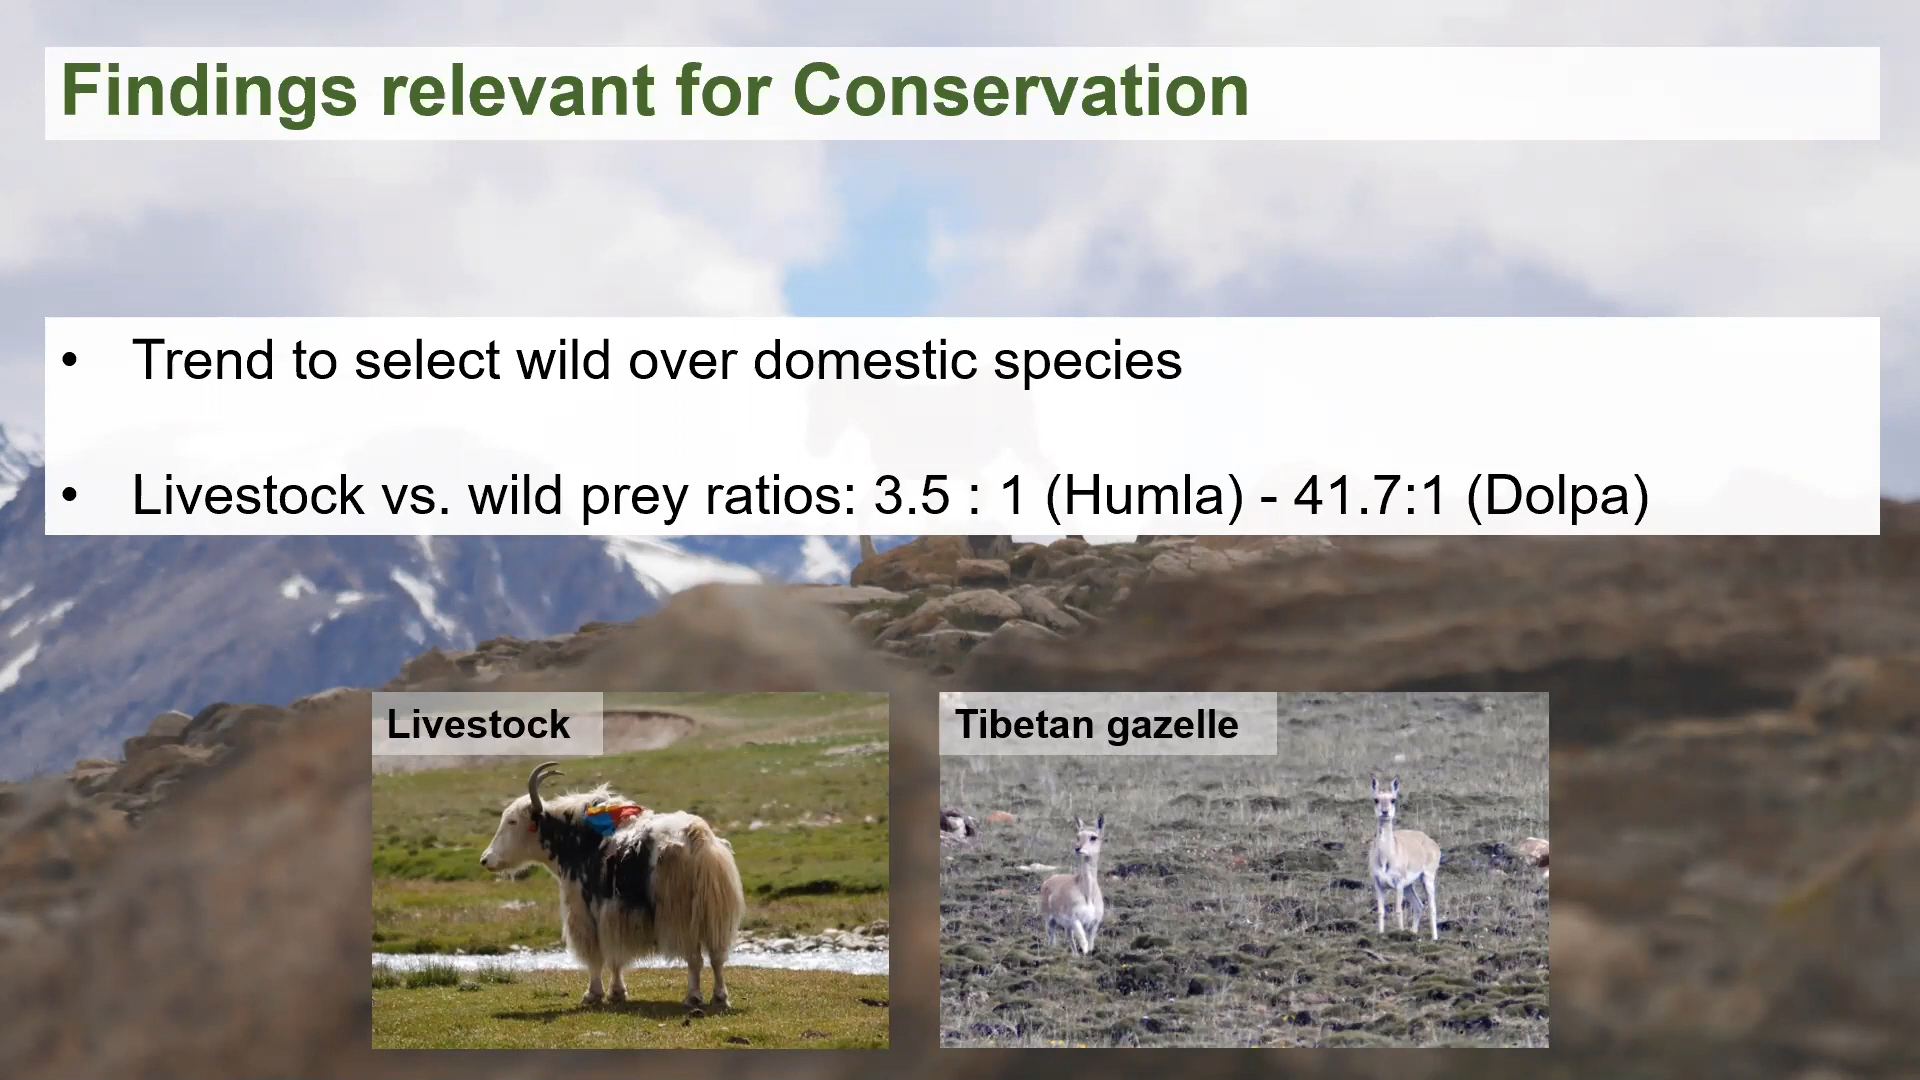 Findings relevant for Conservation
• Trend to select wild over domestic species
• Livestock vs. wild prey ratios: 3.5 : 1 (Humla) - 41.7:1 (Dolpa)
Livestock
Tibetan gazelle